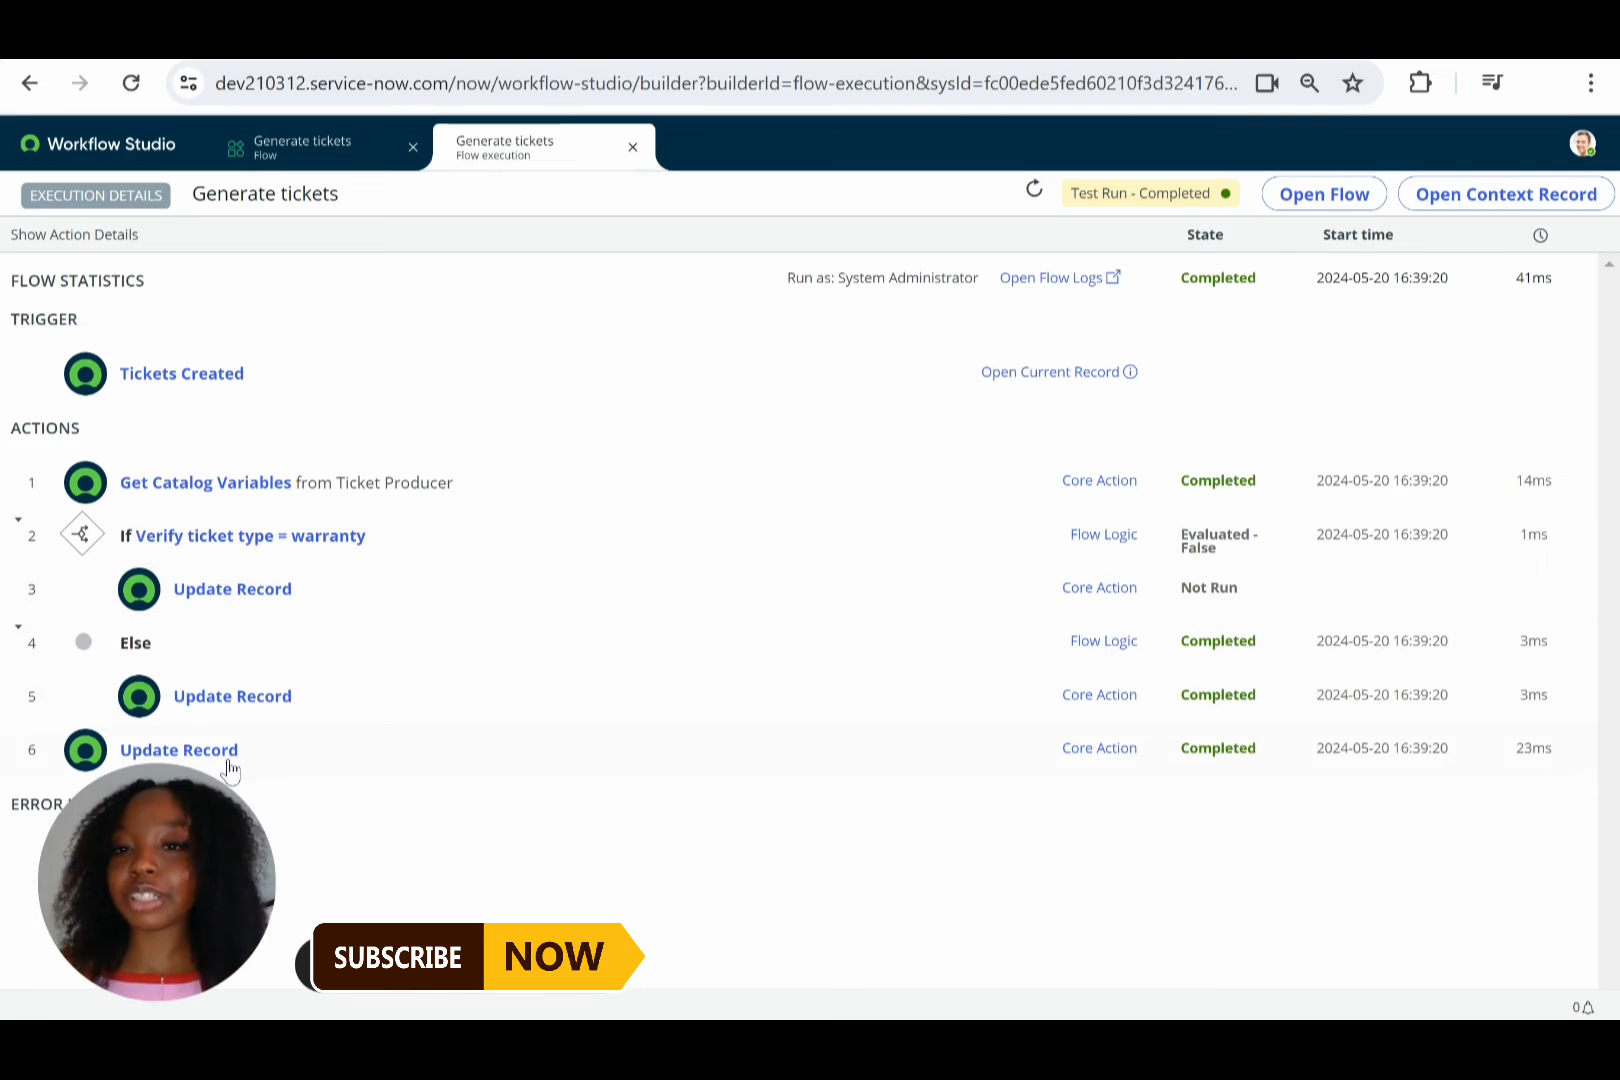 dev210312.service-now.com/now/workflow-studio/builder?builderId=flow-execution&sysId=fc00ede5fed60210f3d324176...
Workflow Studio
Generate tickets
Flow
Generate tickets
Flow execution
EXECUTION DETAILS
Generate tickets
Test Run - Completed
Open Flow
Open Context Record
Show Action Details
State
Start time
FLOW STATISTICS
Run as: System Administrator
Open Flow Logs
Completed
2024-05-20 16:39:20
41ms
TRIGGER
Tickets Created
Open Current Record
ACTIONS
1 Get Catalog Variables from Ticket Producer Core Action Completed 2024-05-20 16:39:20 14ms
2 If Verify ticket type = warranty Flow Logic Evaluated - False 2024-05-20 16:39:20 1ms
3 Update Record Core Action Not Run
4 Else Flow Logic Completed 2024-05-20 16:39:20 3ms
5 Update Record Core Action Completed 2024-05-20 16:39:20 3ms
6 Update Record Core Action Completed 2024-05-20 16:39:20 23ms
ERROR
SUBSCRIBE NOW
0